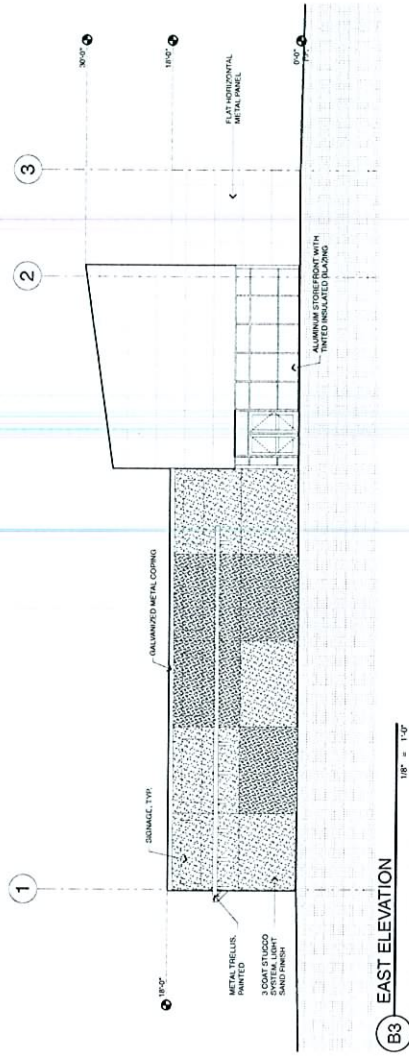 1
2
3
30'-0"
18'-0"
0'-0"
18'-0"
SIGNAGE, TYP.
GALVANIZED METAL COPING
FLAT HORIZONTAL
METAL PANEL
METAL TRELLIS,
PAINTED
3 COAT STUCCO
SYSTEM, LIGHT
SAND FINISH
ALUMINUM STOREFRONT WITH
TINTED INSULATED GLAZING
B3
EAST ELEVATION
1/8" = 1'-0"